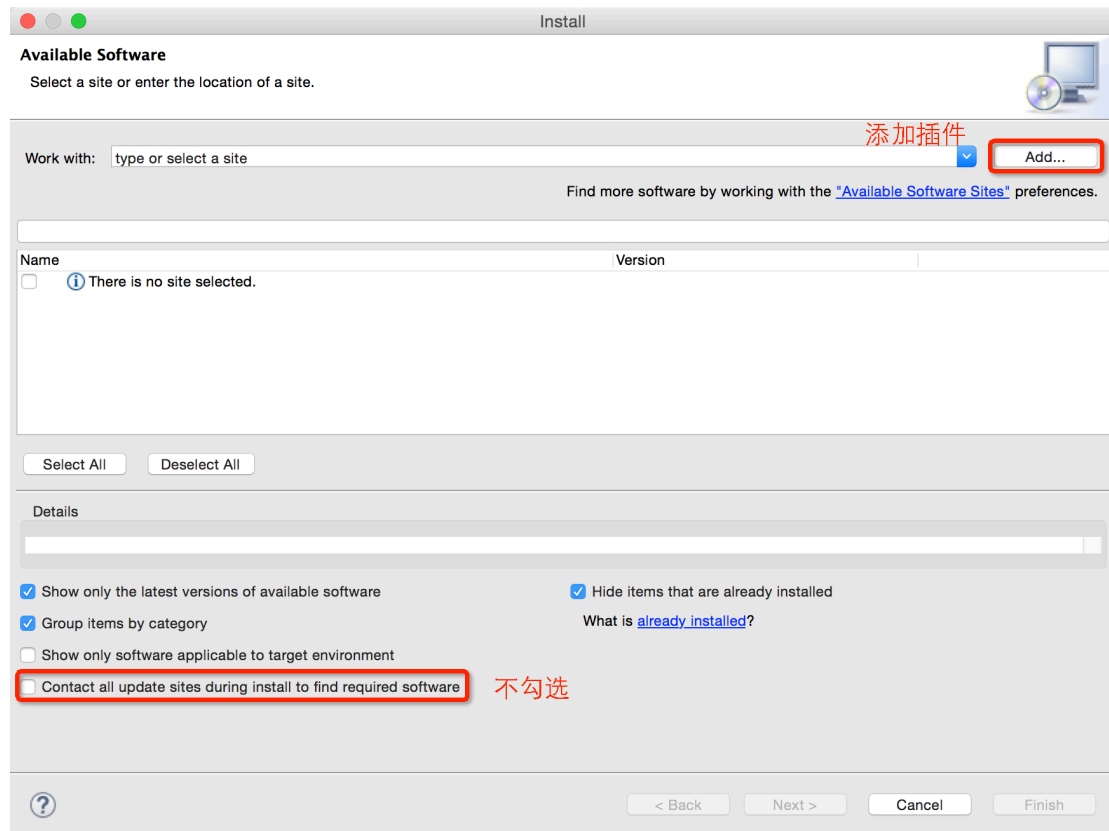 Install
Available Software
Select a site or enter the location of a site.
添加插件
Work with: type or select a site Add...
Find more software by working with the "Available Software Sites" preferences.
Name Version
There is no site selected.
Select All Deselect All
Details
Show only the latest versions of available software Hide items that are already installed
Group items by category What is already installed?
Show only software applicable to target environment
Contact all update sites during install to find required software 不勾选
? < Back Next > Cancel Finish